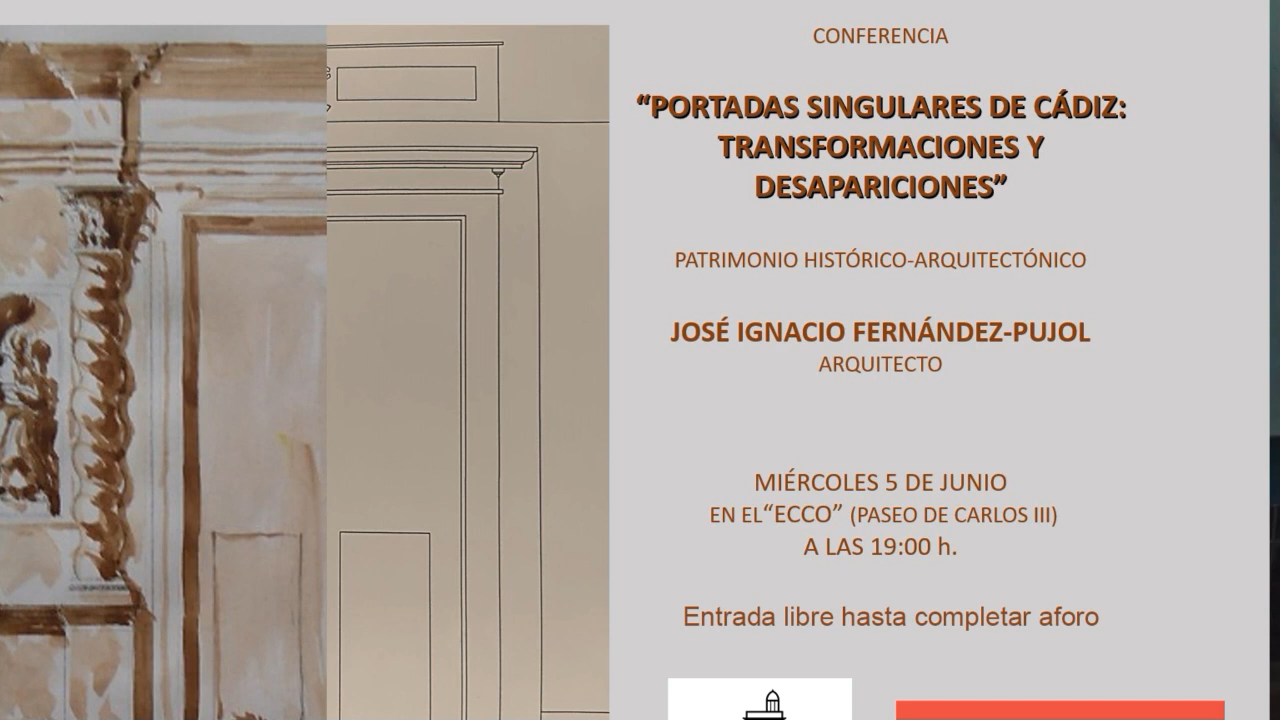 CONFERENCIA
“PORTADAS SINGULARES DE CÁDIZ:
TRANSFORMACIONES Y
DESAPARICIONES”
PATRIMONIO HISTÓRICO-ARQUITECTÓNICO
JOSÉ IGNACIO FERNÁNDEZ-PUJOL
ARQUITECTO
MIÉRCOLES 5 DE JUNIO
EN EL“ECCO” (PASEO DE CARLOS III)
A LAS 19:00 h.
Entrada libre hasta completar aforo